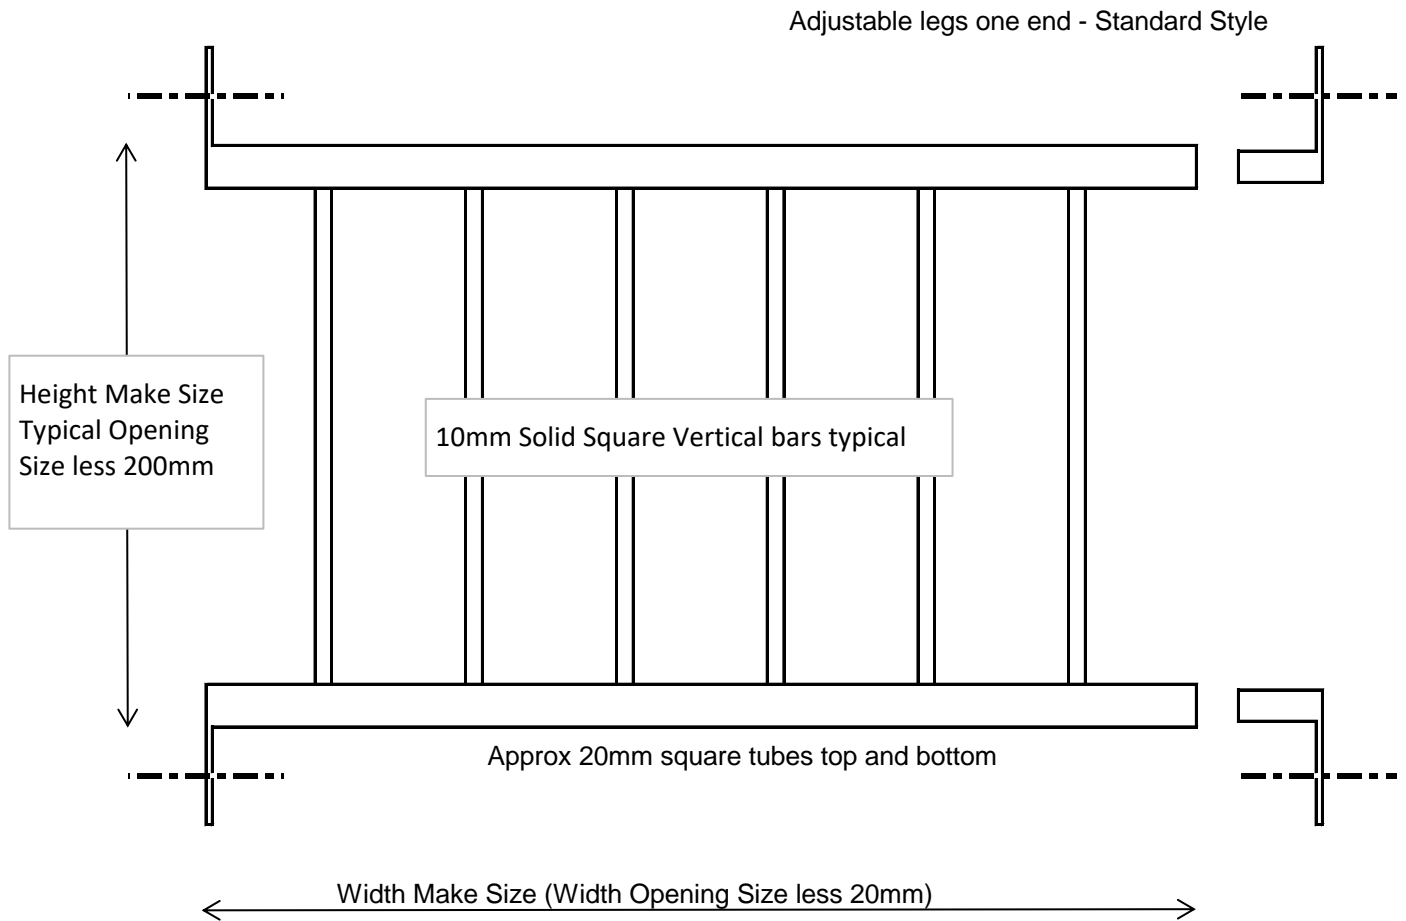 Adjustable legs one end - Standard Style
Height Make Size
Typical Opening
Size less 200mm
10mm Solid Square Vertical bars typical
Approx 20mm square tubes top and bottom
Width Make Size (Width Opening Size less 20mm)